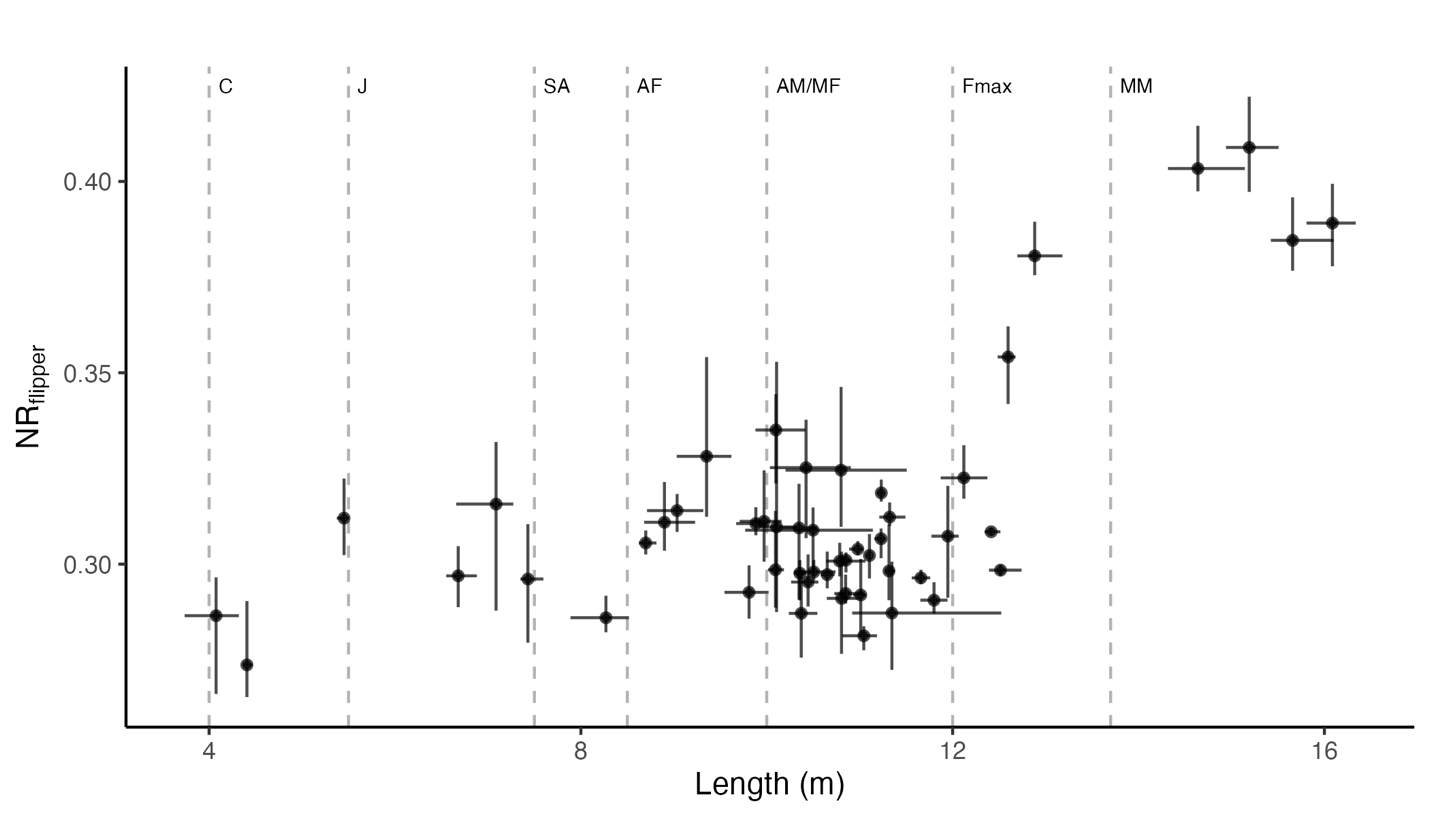 C J SA AF AM/MF Fmax MM
0.40
0.35
0.30
NRflipper
4 8 12 16
Length (m)